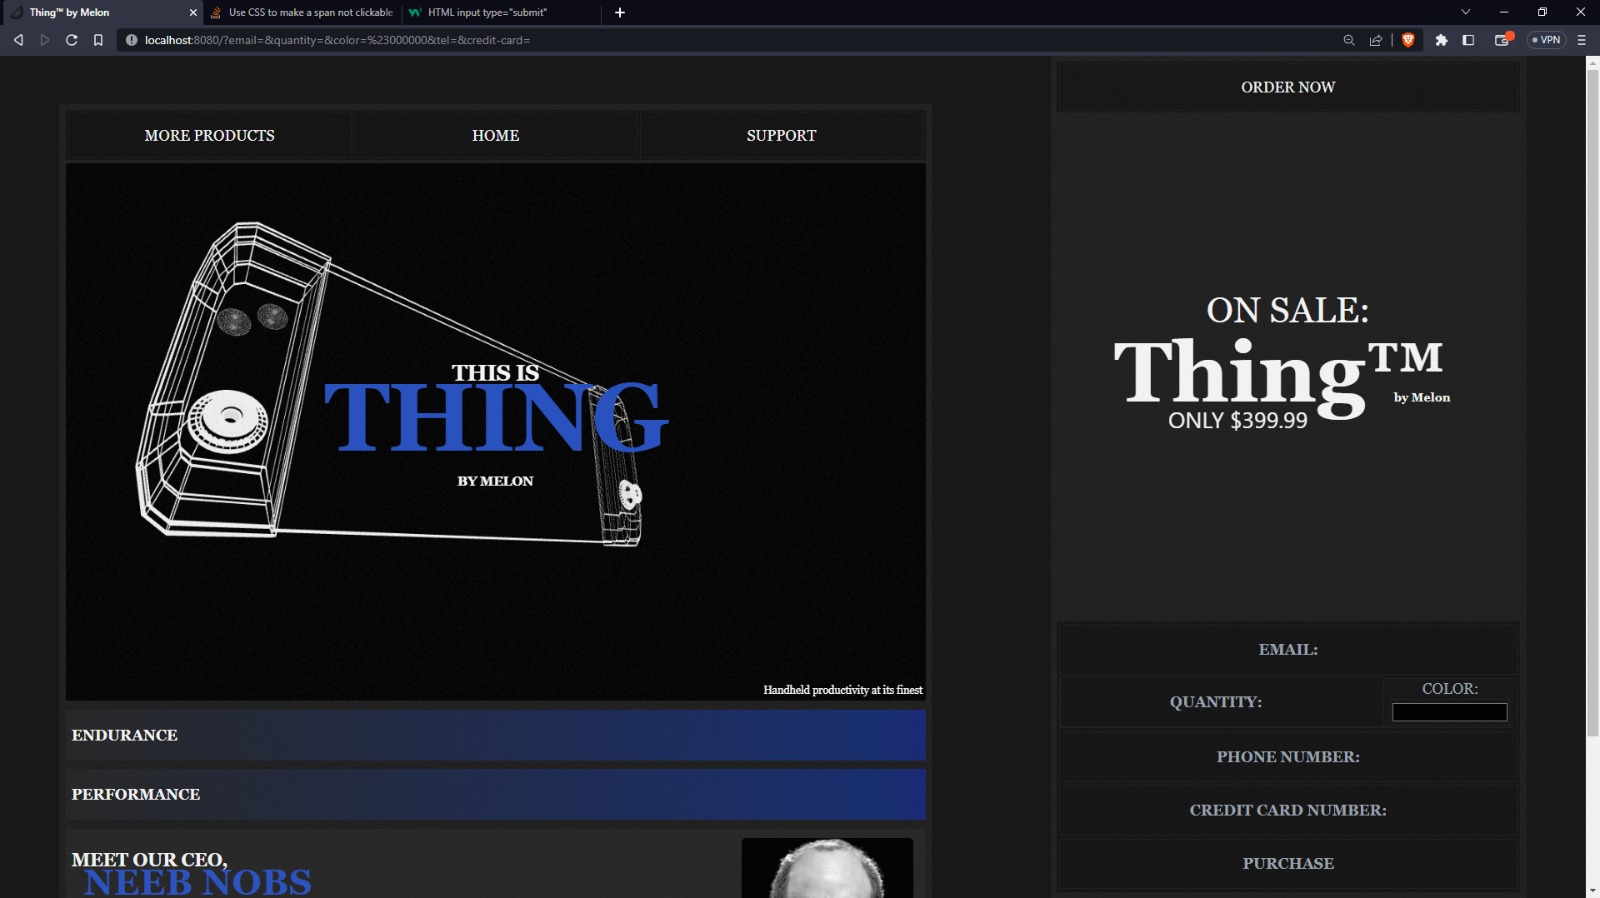 Thing™ by Melon
Use CSS to make a span not clickable
HTML input type="submit"
localhost:8080/?email=&quantity=&color=%23000000&tel=&credit-card=
VPN
MORE PRODUCTS
HOME
SUPPORT
THIS IS
THING
BY MELON
Handheld productivity at its finest
ENDURANCE
PERFORMANCE
MEET OUR CEO,
NEEB NOBS
ORDER NOW
ON SALE:
Thing™
by Melon
ONLY $399.99
EMAIL:
QUANTITY:
COLOR:
PHONE NUMBER:
CREDIT CARD NUMBER:
PURCHASE